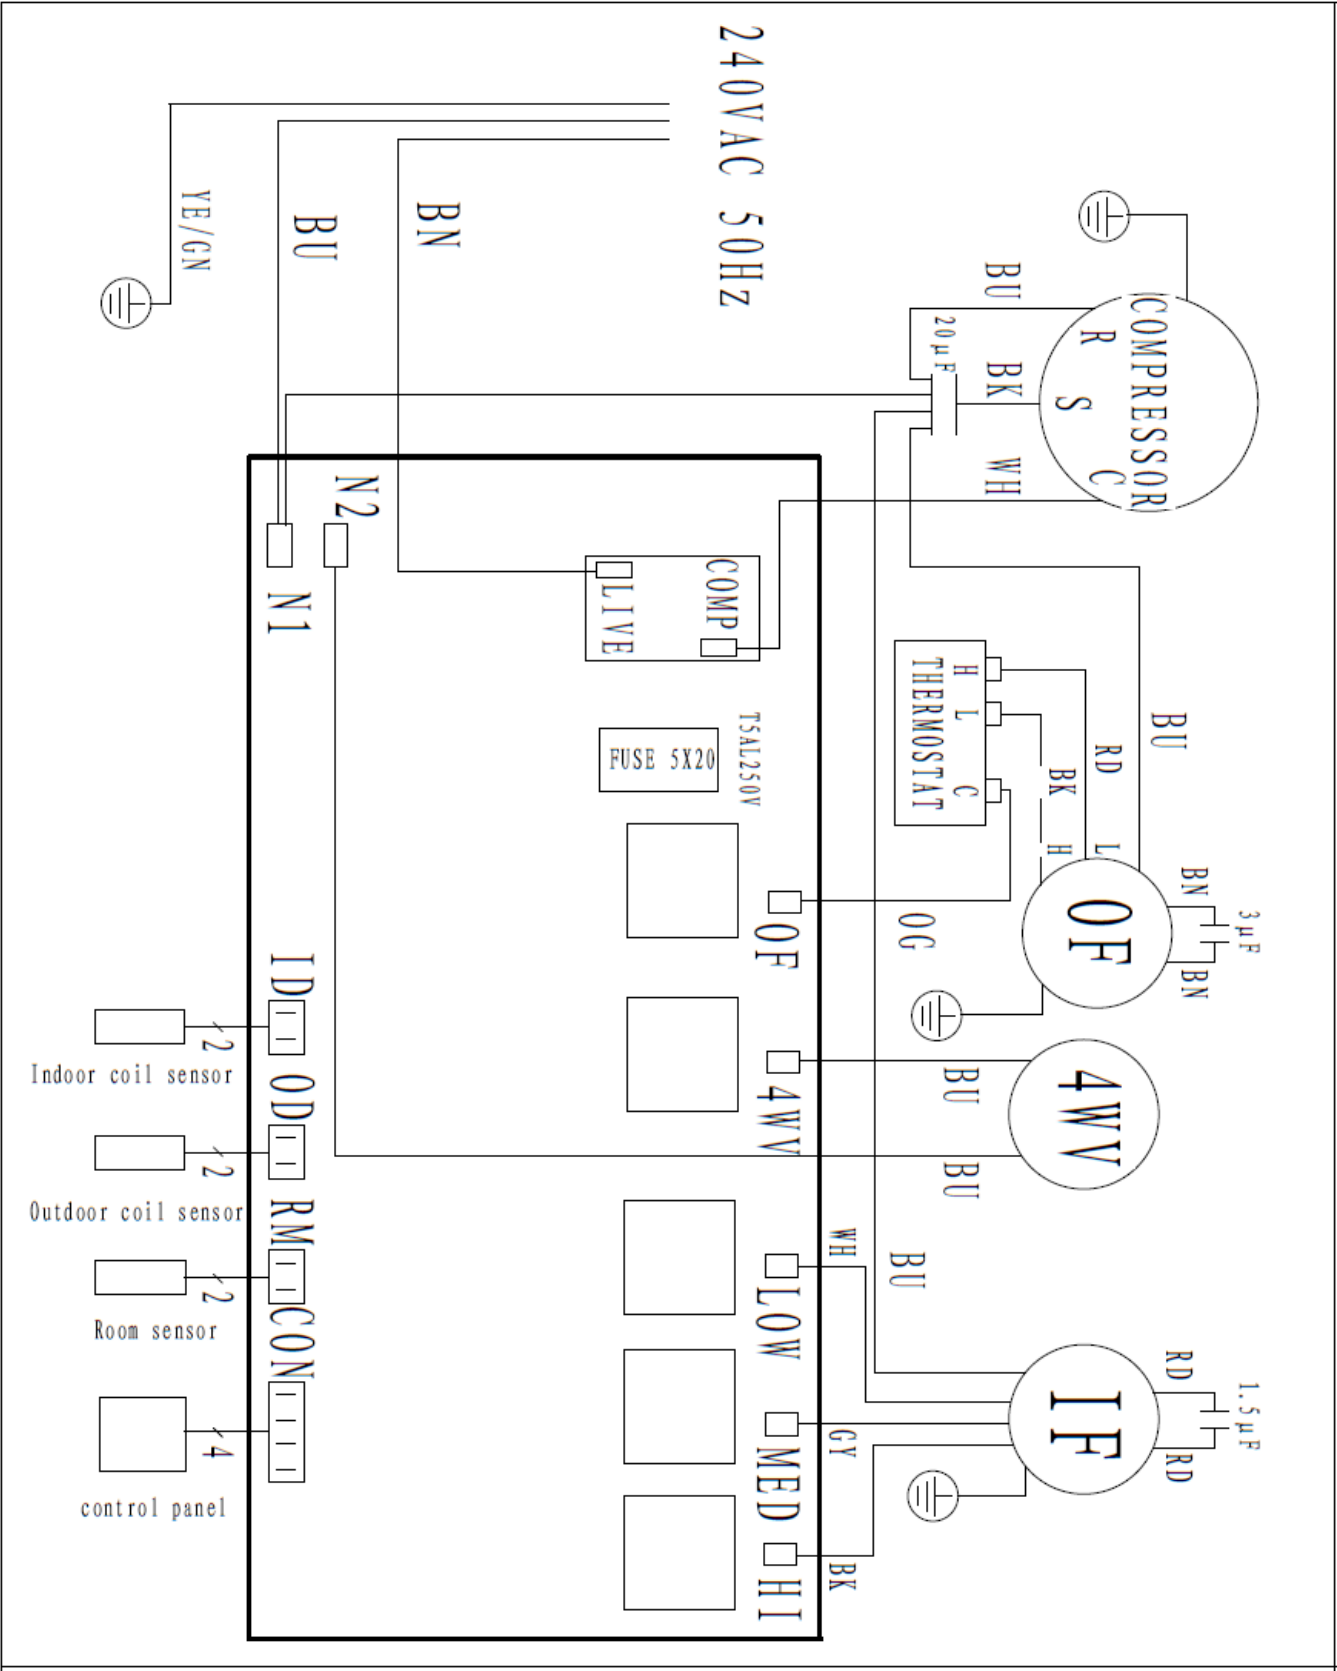 240VAC 50Hz
YE/GN
BU
BN
COMPRESSOR
R
S
C
BU
BK
WH
20μF
N2
N1
COMP
LIVE
T5AL250V
FUSE 5X20
THERMOSTAT
H
L
C
RD
BK
BU
L
H
OF
BN
3μF
BN
OG
OF
4WV
BU
4WV
BU
LOW
WH
BU
MED
GY
HI
BK
IF
RD
1.5μF
RD
ID
2
Indoor coil sensor
OD
2
Outdoor coil sensor
RM
2
Room sensor
CON
4
control panel